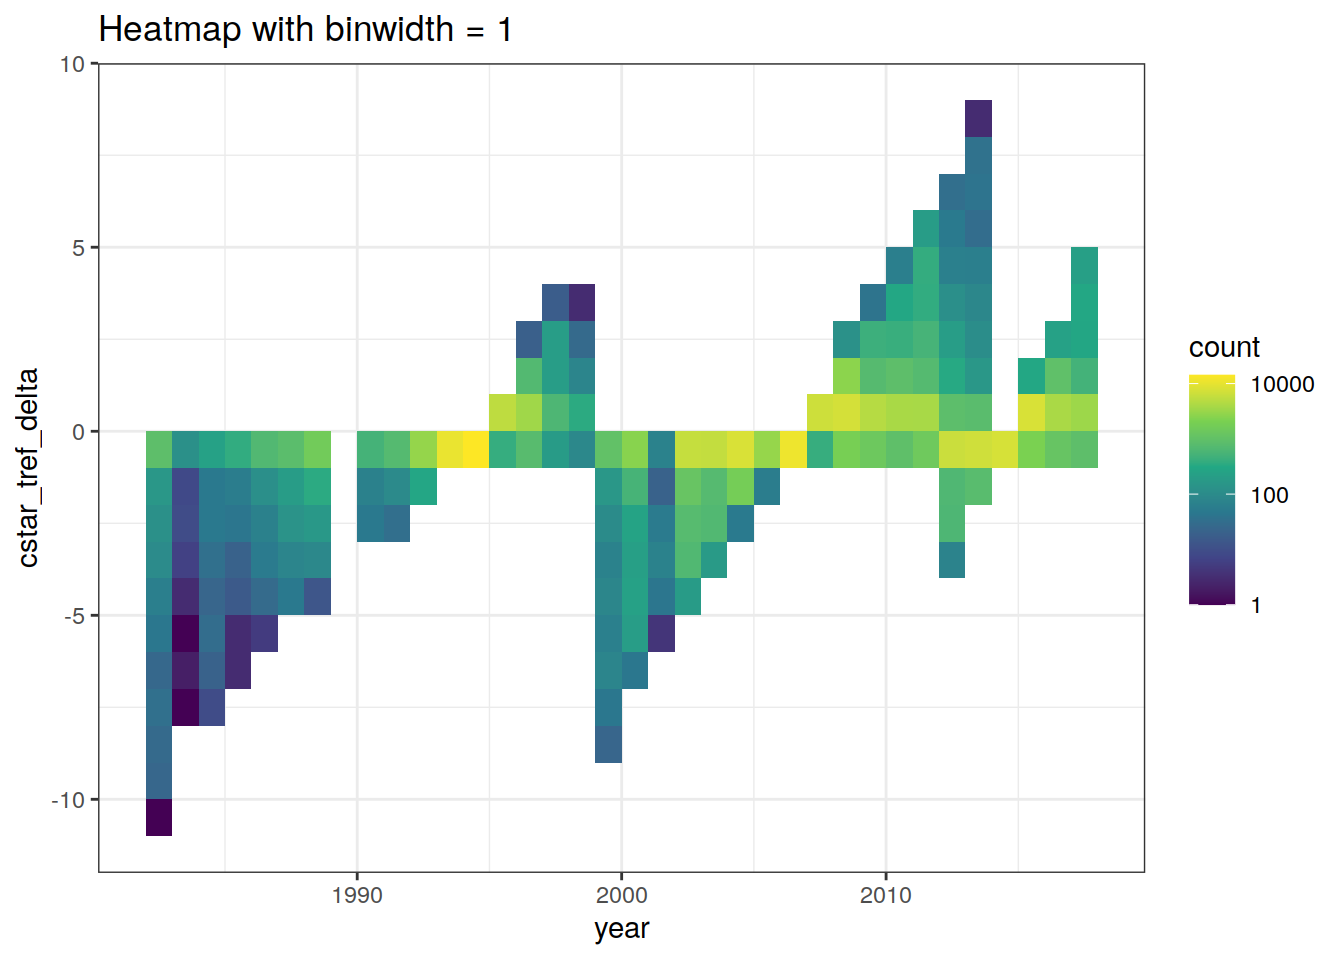 Heatmap with binwidth = 1
10
5
0
-5
-10
cstar_tref_delta
1990
2000
2010
year
count
10000
100
1